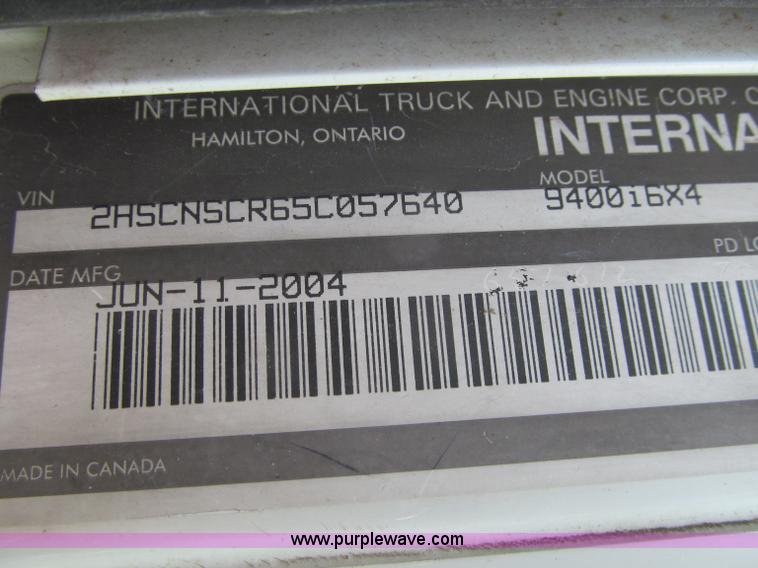 INTERNATIONAL TRUCK AND ENGINE CORP. C
HAMILTON, ONTARIO
INTERNA
VIN
2HSCNSCR65C057640
MODEL
9400i6X4
DATE MFG
JUN-11-2004
PD LO
MADE IN CANADA
www.purplewave.com